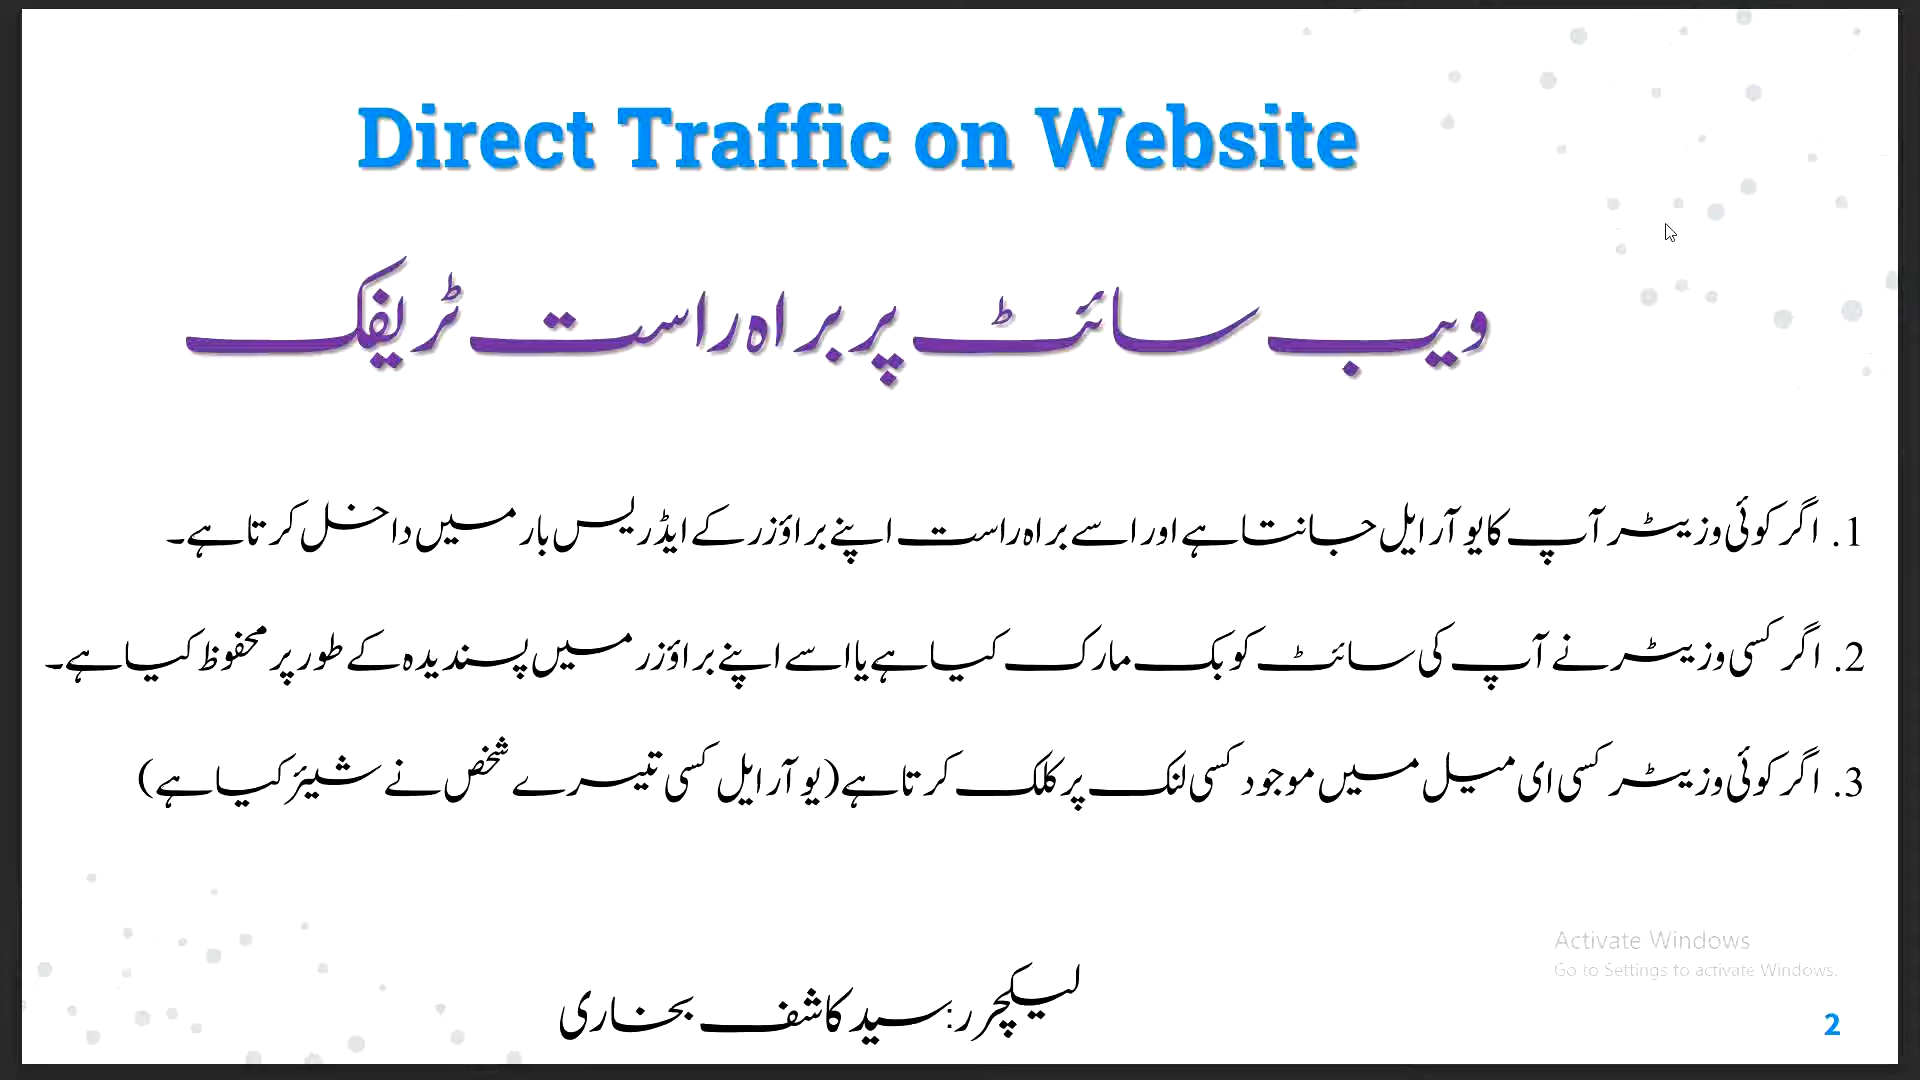 Direct Traffic on Website
ویب سائٹ پر براہ راست ٹریفک
1. اگر کوئی وزیٹر آپ کا یو آر ایل جانتا ہے اور اسے براہ راست اپنے براؤزر کے ایڈریس بار میں داخل کرتا ہے۔
2. اگر کسی وزیٹر نے آپ کی سائٹ کو بک مارک کیا ہے یا اسے اپنے براؤزر میں پسندیدہ کے طور پر محفوظ کیا ہے۔
3. اگر کوئی وزیٹر کسی ای میل میں موجود کسی لنک پر کلک کرتا ہے (یو آر ایل کسی تیسرے شخص نے شیئر کیا ہے)
Activate Windows
Go to Settings to activate Windows.
لیکچرر: سید کاشف بخاری
2